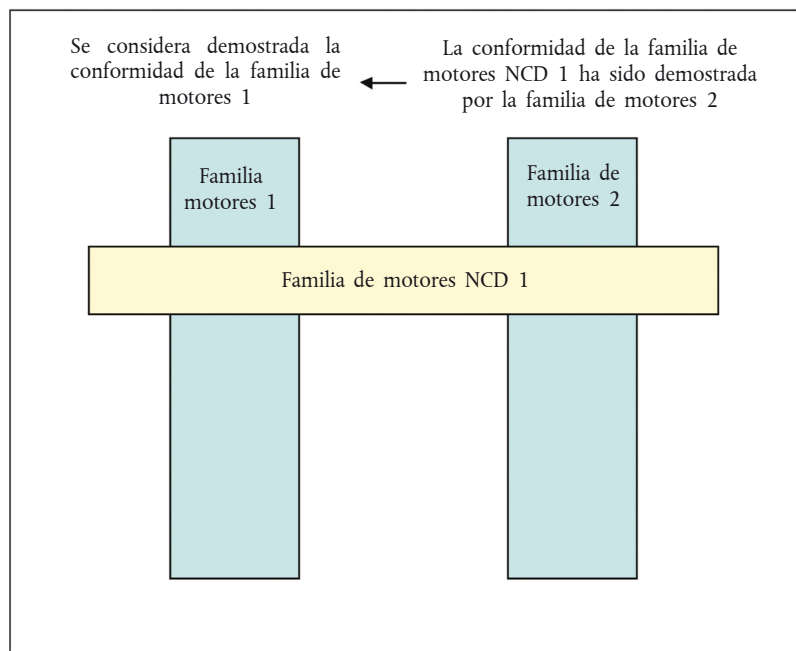 Se considera demostrada la
conformidad de la familia de
motores 1
La conformidad de la familia de
motores NCD 1 ha sido demostrada
por la familia de motores 2
Familia
motores 1
Familia de
motores 2
Familia de motores NCD 1